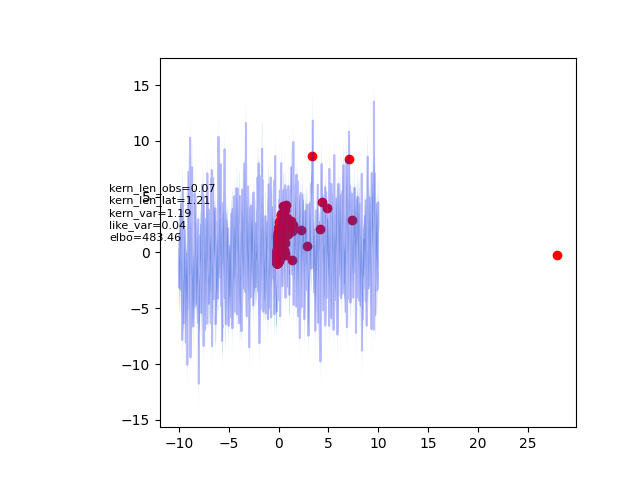 15
10
kern_len_obs=0.07
5
kern_len_lat=1.21
kern_var=1.19
like_var=0.04
elbo=483.46
0
−5
−10
−15
−10 −5 0 5 10 15 20 25